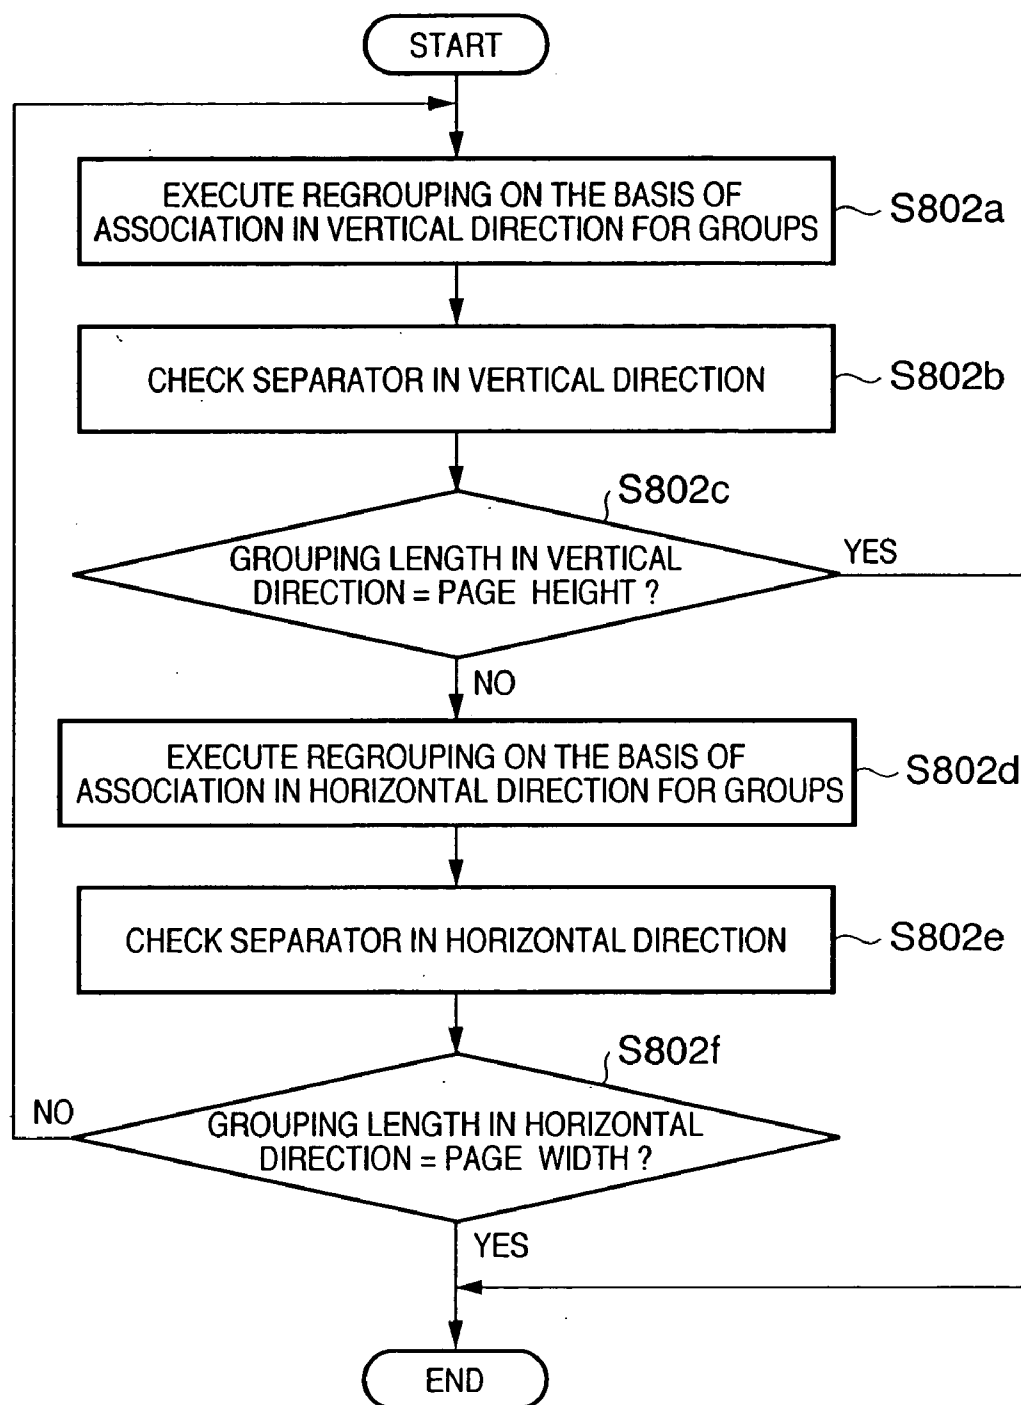 START
EXECUTE REGROUPING ON THE BASIS OF
ASSOCIATION IN VERTICAL DIRECTION FOR GROUPS
S802a
CHECK SEPARATOR IN VERTICAL DIRECTION
S802b
S802c
GROUPING LENGTH IN VERTICAL
DIRECTION = PAGE HEIGHT ?
YES
NO
EXECUTE REGROUPING ON THE BASIS OF
ASSOCIATION IN HORIZONTAL DIRECTION FOR GROUPS
S802d
CHECK SEPARATOR IN HORIZONTAL DIRECTION
S802e
S802f
NO
GROUPING LENGTH IN HORIZONTAL
DIRECTION = PAGE WIDTH ?
YES
END